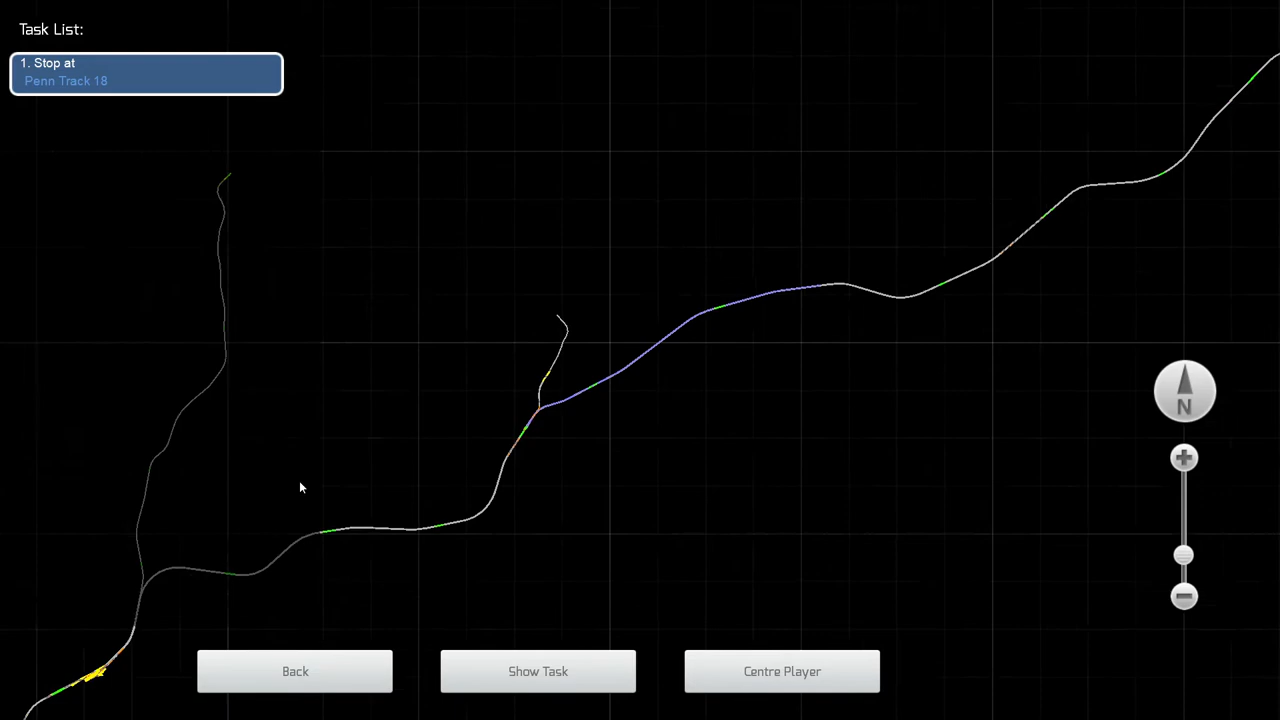 Task List:
1. Stop at
Penn Track 18
N
Back
Show Task
Centre Player